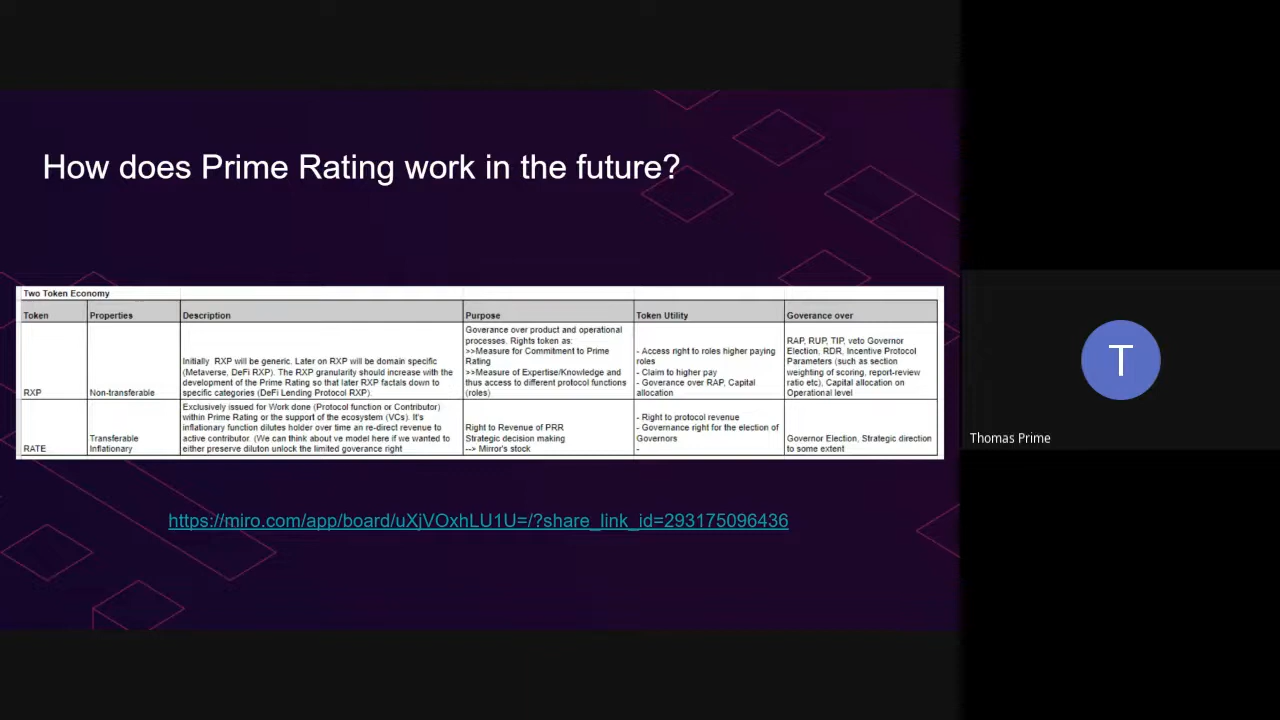 How does Prime Rating work in the future?
Two Token Economy
Token
Properties
Description
Purpose
Token Utility
Governance over
RXP
Non-transferable
Initially RXP will be generic. Later on RXP will be domain specific
(Metaverse, DeFi RXP). The RXP granularity should increase with the
development of the Prime Rating so that later RXP factals down to
specific categories (DeFi Lending Protocol RXP).
Governance over product and operational
processes. Rights token as:
>>Measure for Commitment to Prime
Rating
>>Measure of Expertise/Knowledge and
thus access to different protocol functions
(roles)
- Access right to roles higher paying
roles
- Claim to higher pay
- Governance over RAP, Capital
allocation
RAP, RUP, TIP, veto Governor
Election, RDR, Incentive Protocol
Parameters (such as section
weighting of scoring, report-review
ratio etc), Capital allocation on
Operational level
RATE
Transferable
Inflationary
Exclusively issued for Work done (Protocol function or Contributor)
within Prime Rating or the support of the ecosystem (VCs). It's
inflationary function dilutes holder over time an re-direct revenue to
active contributor. (We can think about ve model here if we wanted to
either preserve diluton unlock the limited goverance right
Right to Revenue of PRR
Strategic decision making
--> Mirror's stock
- Right to protocol revenue
- Governance right for the election of
Governors
-
Governor Election, Strategic direction
to some extent
https://miro.com/app/board/uXjVOxhLU1U=/?share_link_id=293175096436
T
Thomas Prime